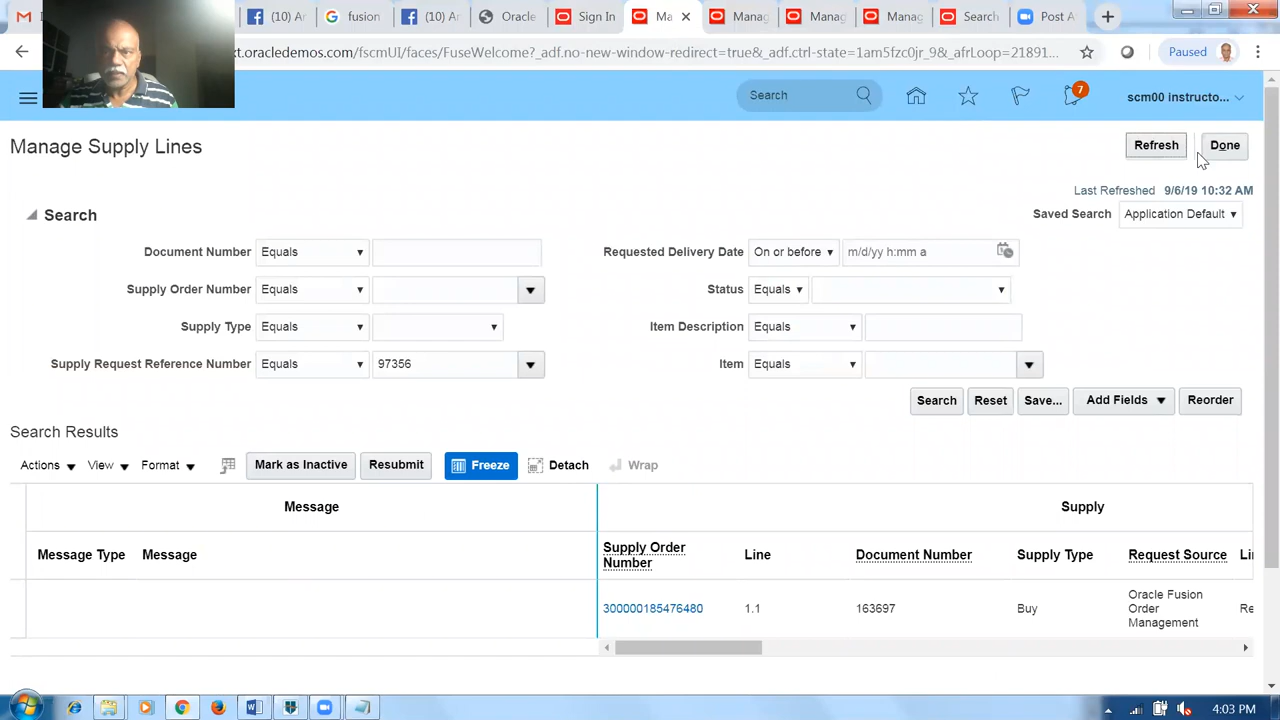 (10) A
fusion
(10) A
Oracle
Sign In
Ma
Manag
Manag
Manag
Search
Post A
xt.oracledemos.com/fscmUI/faces/FuseWelcome?_adf.no-new-window-redirect=true&_adf.ctrl-state=1am5fzc0jr_9&_afrLoop=21891...
Paused
Search
7
scm00 instructo...
Manage Supply Lines
Refresh
Done
Last Refreshed 9/6/19 10:32 AM
Search
Saved Search Application Default
Document Number Equals
Requested Delivery Date On or before m/d/yy h:mm a
Supply Order Number Equals
Status Equals
Supply Type Equals
Item Description Equals
Supply Request Reference Number Equals 97356
Item Equals
Search Reset Save... Add Fields Reorder
Search Results
Actions View Format Mark as Inactive Resubmit Freeze Detach Wrap
Message Supply
Message Type Message Supply Order Number Line Document Number Supply Type Request Source Li
300000185476480 1.1 163697 Buy Oracle Fusion Order Management Re
4:03 PM